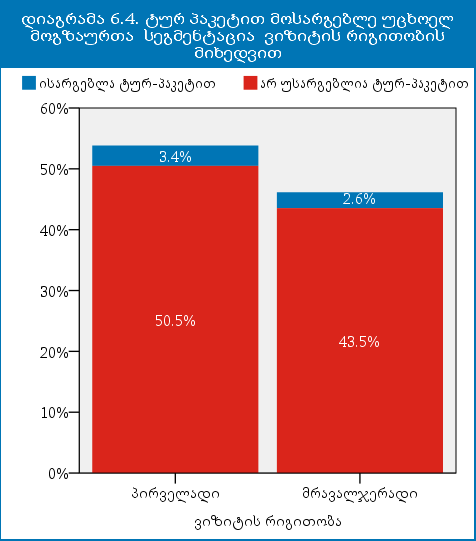 დიაგრამა 6.4. ტურ პაკეტით მოსარგებლე უცხოელ
მოგზაურთა სეგმენტაცია ვიზიტის რიგითობის
მიხედვით
ისარგებლა ტურ-პაკეტით
არ უსარგებლია ტურ-პაკეტით
60%
50%
40%
30%
20%
10%
0%
3.4%
50.5%
2.6%
43.5%
პირველადი
მრავალჯერადი
ვიზიტის რიგითობა